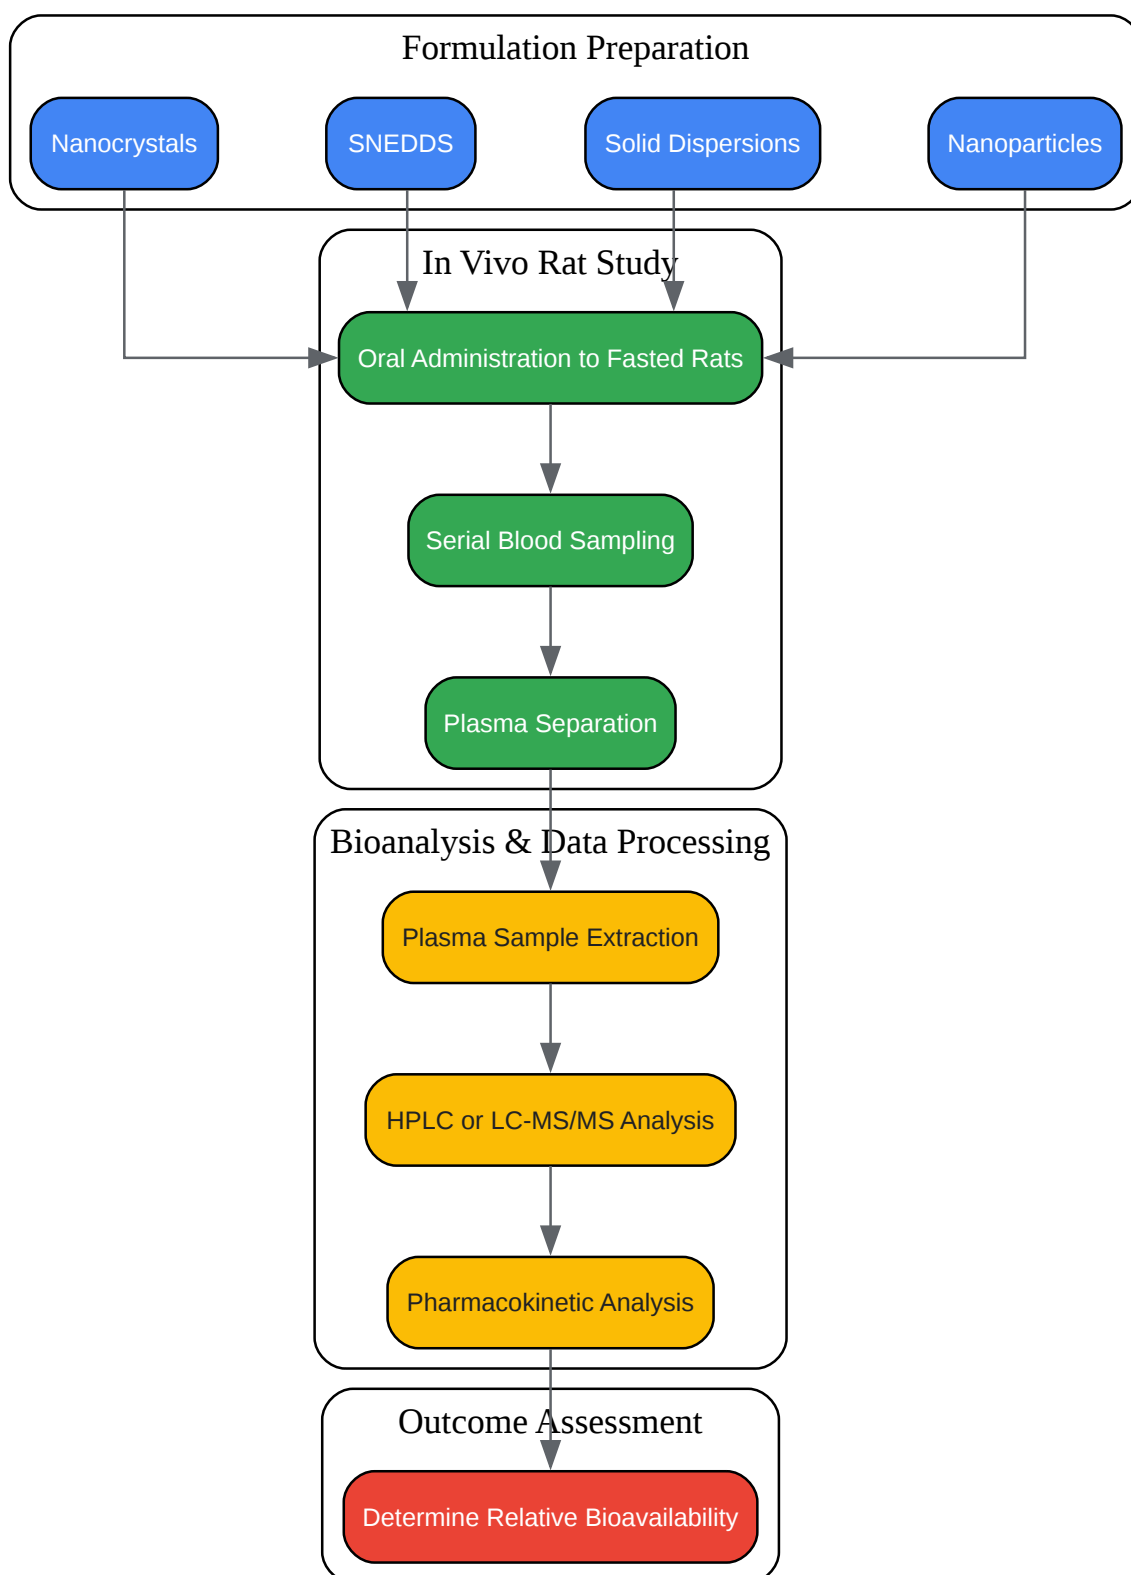 Formulation Preparation
Nanocrystals
SNEDDS
Solid Dispersions
Nanoparticles
In Vivo Rat Study
Oral Administration to Fasted Rats
Serial Blood Sampling
Plasma Separation
Bioanalysis & Data Processing
Plasma Sample Extraction
HPLC or LC-MS/MS Analysis
Pharmacokinetic Analysis
Outcome Assessment
Determine Relative Bioavailability